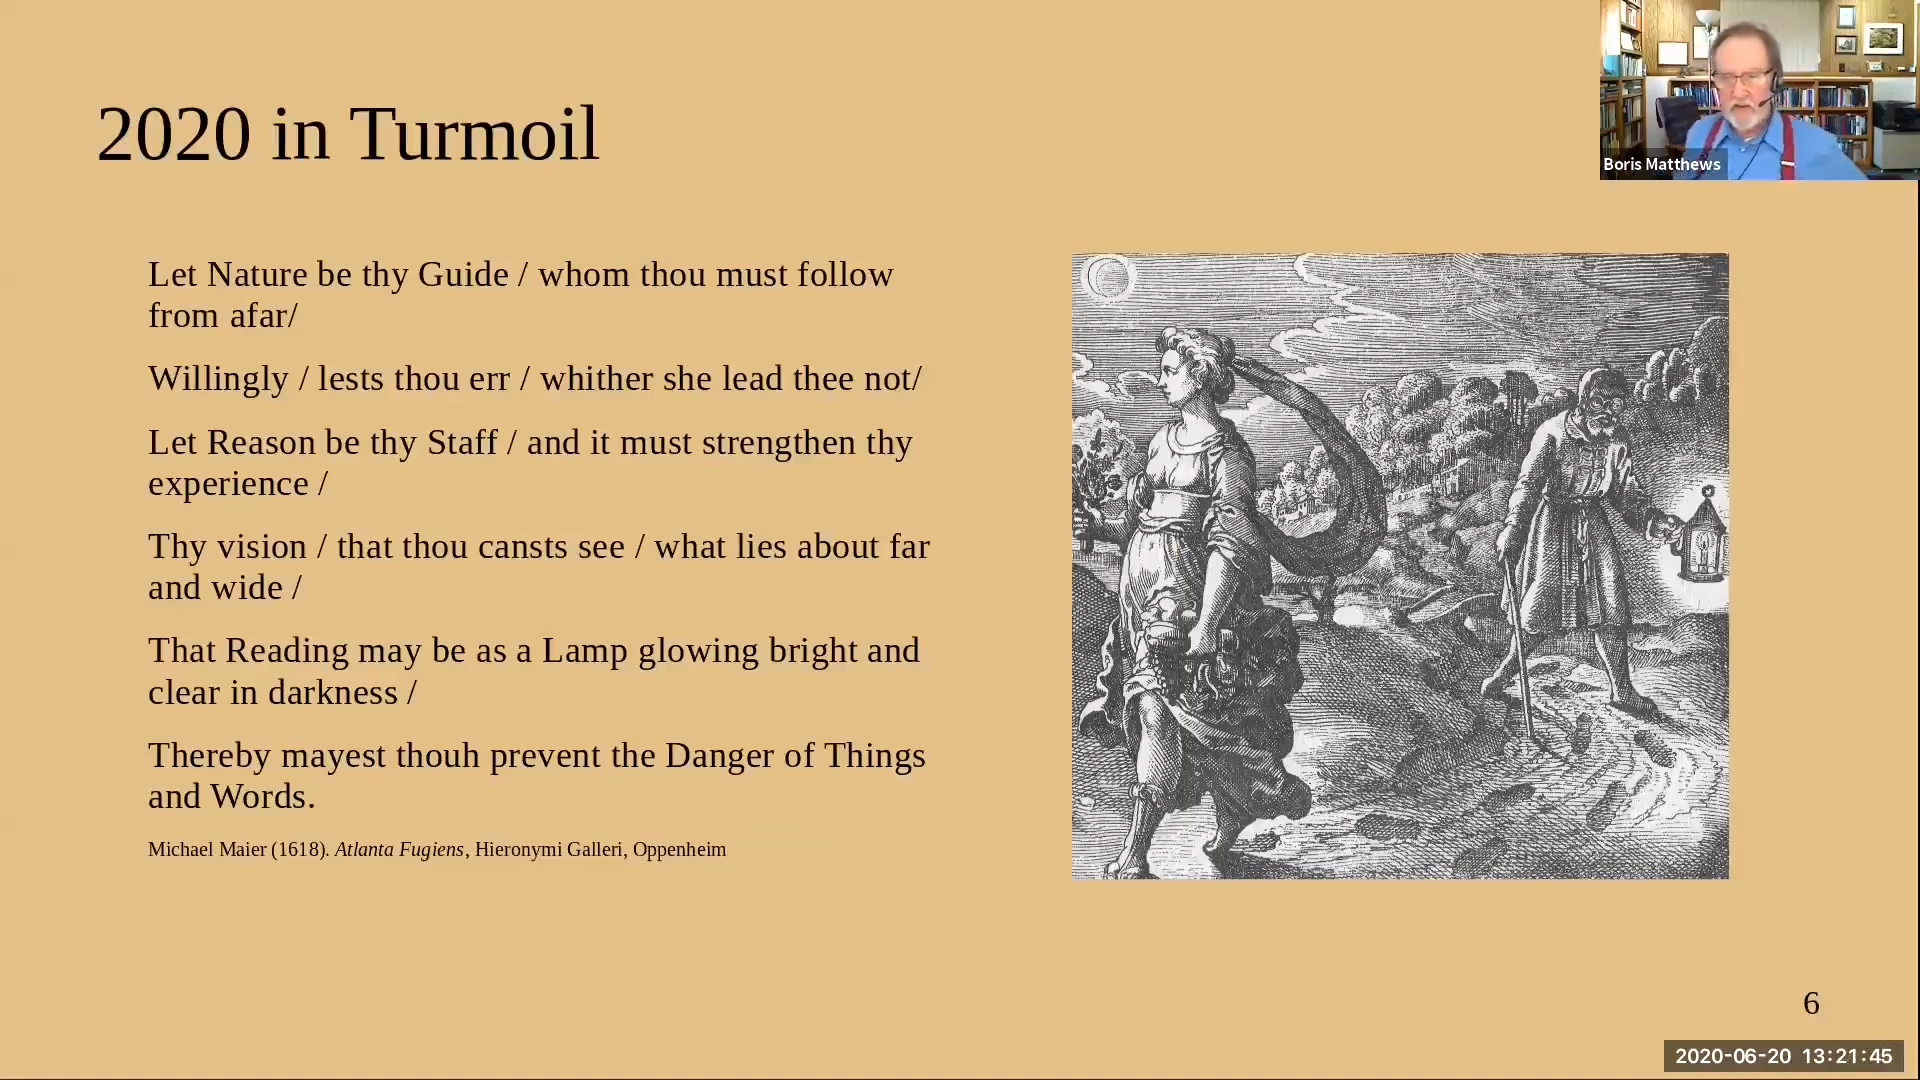 2020 in Turmoil
Boris Matthews
Let Nature be thy Guide / whom thou must follow
from afar/
Willingly / lests thou err / whither she lead thee not/
Let Reason be thy Staff / and it must strengthen thy
experience /
Thy vision / that thou cansts see / what lies about far
and wide /
That Reading may be as a Lamp glowing bright and
clear in darkness /
Thereby mayest thouh prevent the Danger of Things
and Words.
Michael Maier (1618). Atlanta Fugiens, Hieronymi Galleri, Oppenheim
6
2020-06-20 13:21:45